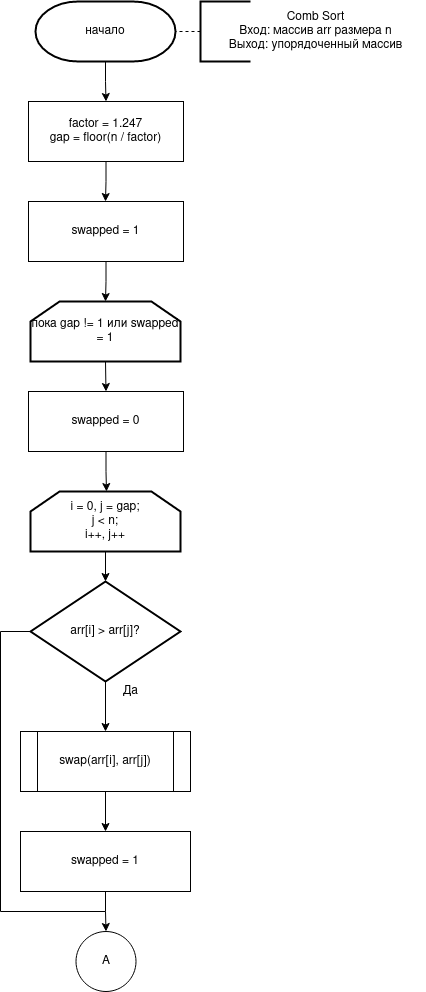 начало
Comb Sort
Вход: массив arr размера n
Выход: упорядоченный массив
factor = 1.247
gap = floor(n / factor)
swapped = 1
пока gap != 1 или swapped
= 1
swapped = 0
i = 0, j = gap;
j < n;
i++, j++
arr[i] > arr[j]?
Да
swap(arr[i], arr[j])
swapped = 1
A